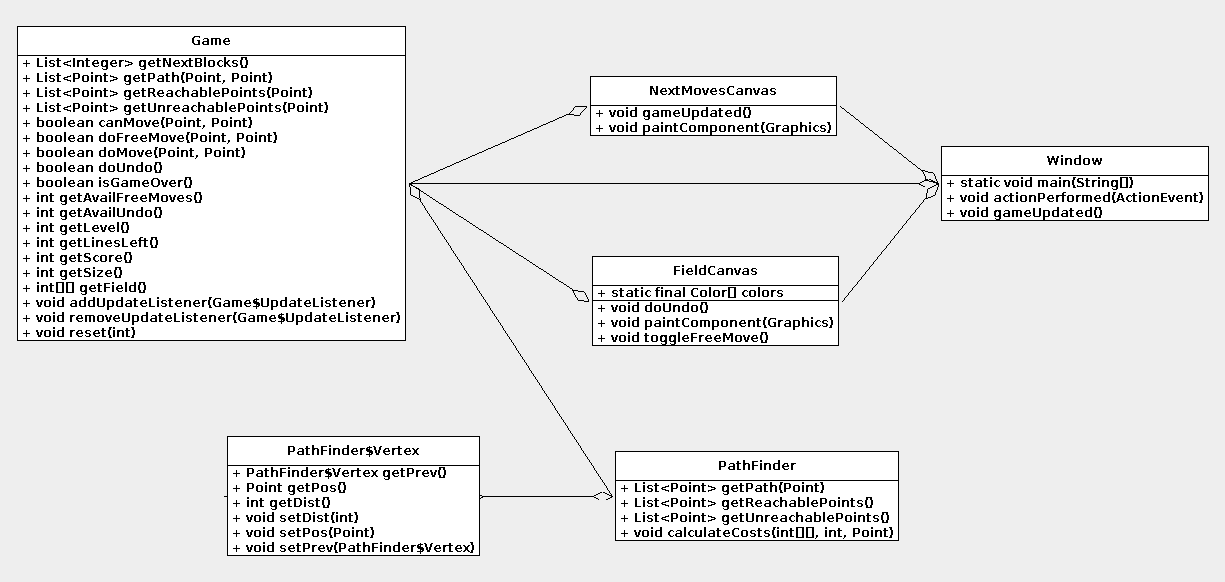 Game
+ List<Integer> getNextBlocks()
+ List<Point> getPath(Point, Point)
+ List<Point> getReachablePoints(Point)
+ List<Point> getUnreachablePoints(Point)
+ boolean canMove(Point, Point)
+ boolean doFreeMove(Point, Point)
+ boolean doMove(Point, Point)
+ boolean doUndo()
+ boolean isGameOver()
+ int getAvailFreeMoves()
+ int getAvailUndo()
+ int getLevel()
+ int getLinesLeft()
+ int getScore()
+ int getSize()
+ int[][] getField()
+ void addUpdateListener(Game$UpdateListener)
+ void removeUpdateListener(Game$UpdateListener)
+ void reset(int)
NextMovesCanvas
+ void gameUpdated()
+ void paintComponent(Graphics)
Window
+ static void main(String[])
+ void actionPerformed(ActionEvent)
+ void gameUpdated()
FieldCanvas
+ static final Color[] colors
+ void doUndo()
+ void paintComponent(Graphics)
+ void toggleFreeMove()
PathFinder$Vertex
+ PathFinder$Vertex getPrev()
+ Point getPos()
+ int getDist()
+ void setDist(int)
+ void setPos(Point)
+ void setPrev(PathFinder$Vertex)
PathFinder
+ List<Point> getPath(Point)
+ List<Point> getReachablePoints()
+ List<Point> getUnreachablePoints()
+ void calculateCosts(int[][], int, Point)